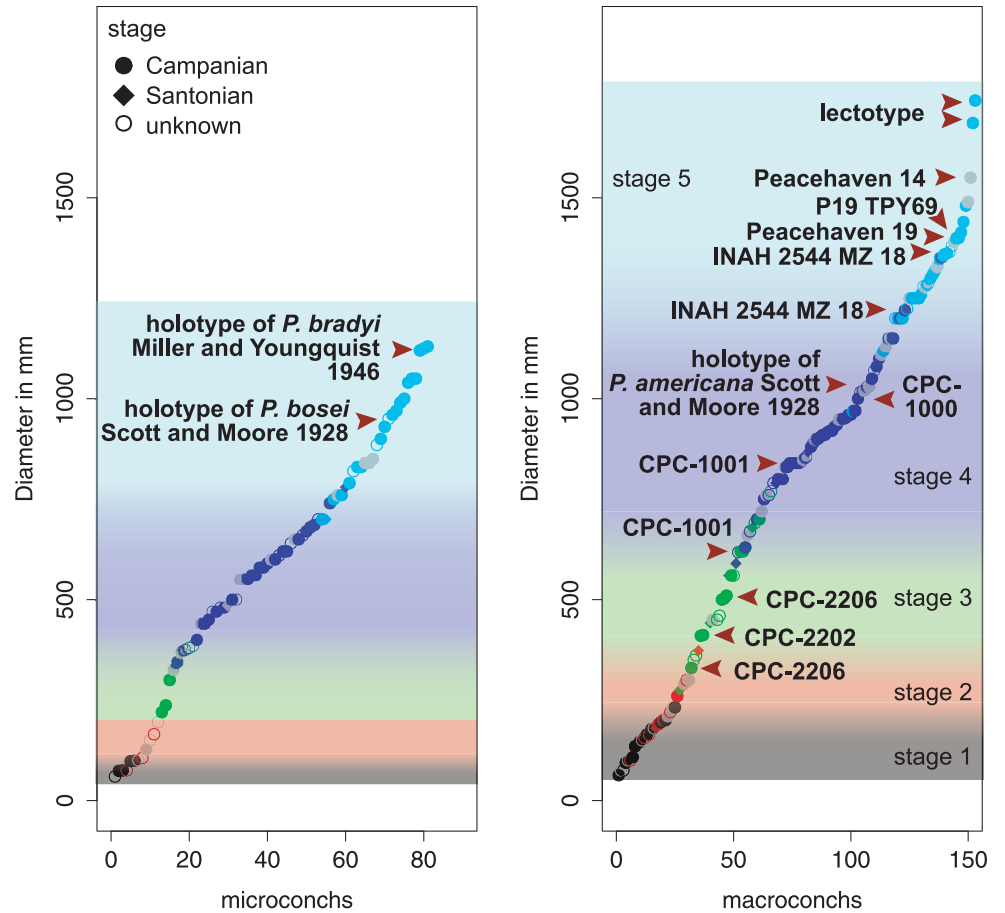 stage
Campanian
Santonian
unknown
Diameter in mm
0
500
1000
1500
holotype of P. bradyi
Miller and Youngquist
1946
holotype of P. bosei
Scott and Moore 1928
0
20
40
60
80
microconchs
Diameter in mm
0
500
1000
1500
lectotype
stage 5
Peacehaven 14
P19 TPY69
Peacehaven 19
INAH 2544 MZ 18
INAH 2544 MZ 18
holotype of
P. americana Scott
and Moore 1928
CPC-
1000
CPC-1001
stage 4
CPC-1001
CPC-2206
stage 3
CPC-2202
CPC-2206
stage 2
stage 1
0
50
100
150
macroconchs